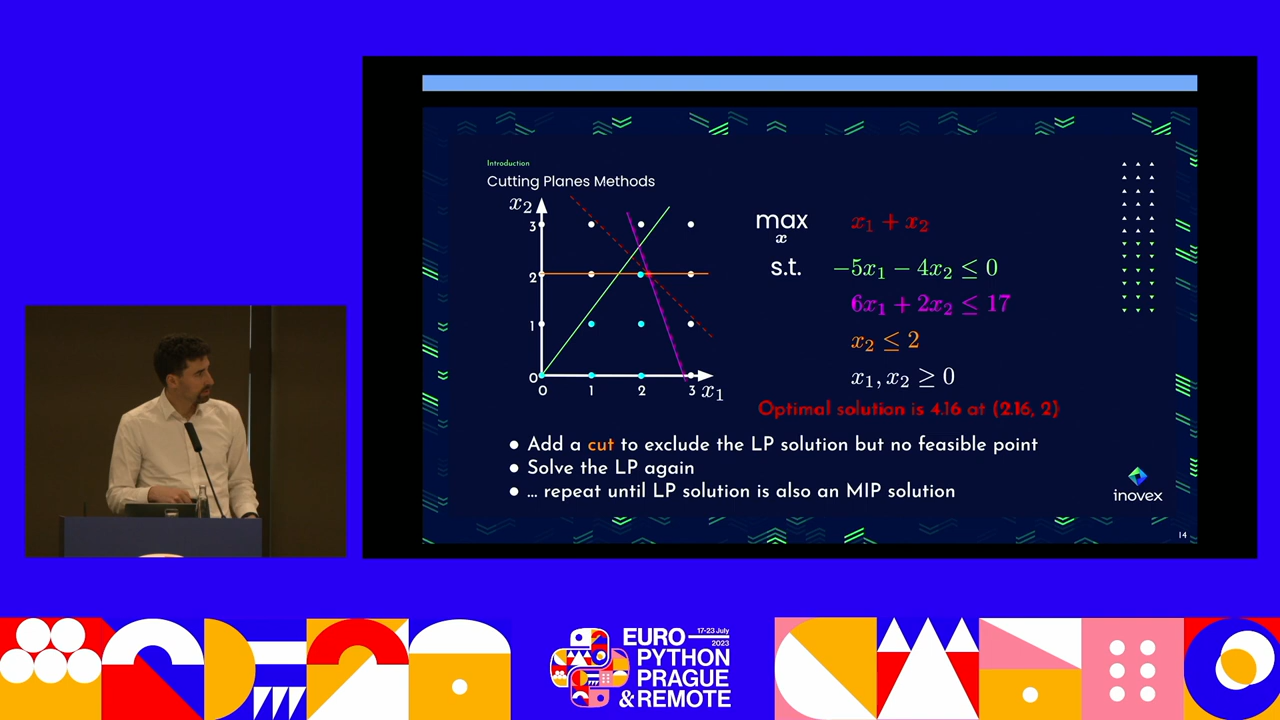 Introduction
Cutting Planes Methods
x₂
3
2
1
0
0 1 2 3 x₁
max x₁ + x₂
x
s.t. −5x₁ − 4x₂ ≤ 0
6x₁ + 2x₂ ≤ 17
x₂ ≤ 2
x₁, x₂ ≥ 0
Optimal solution is 4.16 at (2.16, 2)
● Add a cut to exclude the LP solution but no feasible point
● Solve the LP again
● ... repeat until LP solution is also an MIP solution
inovex
14
EURO 17-23 July 2023
PYTHON
PRAGUE
& REMOTE